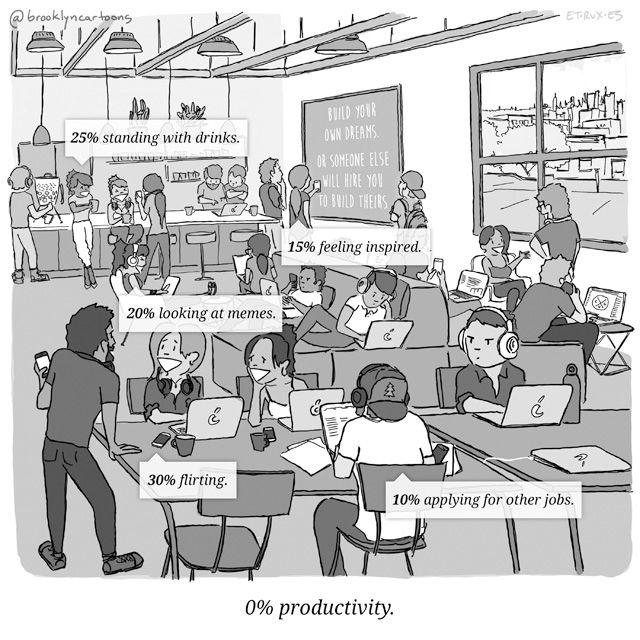 @brooklyncartoons
ETRUX·ES
25% standing with drinks.
BUILD YOUR
OWN DREAMS.
OR SOMEONE ELSE
WILL HIRE YOU
TO BUILD THEIRS
15% feeling inspired.
20% looking at memes.
30% flirting.
10% applying for other jobs.
0% productivity.